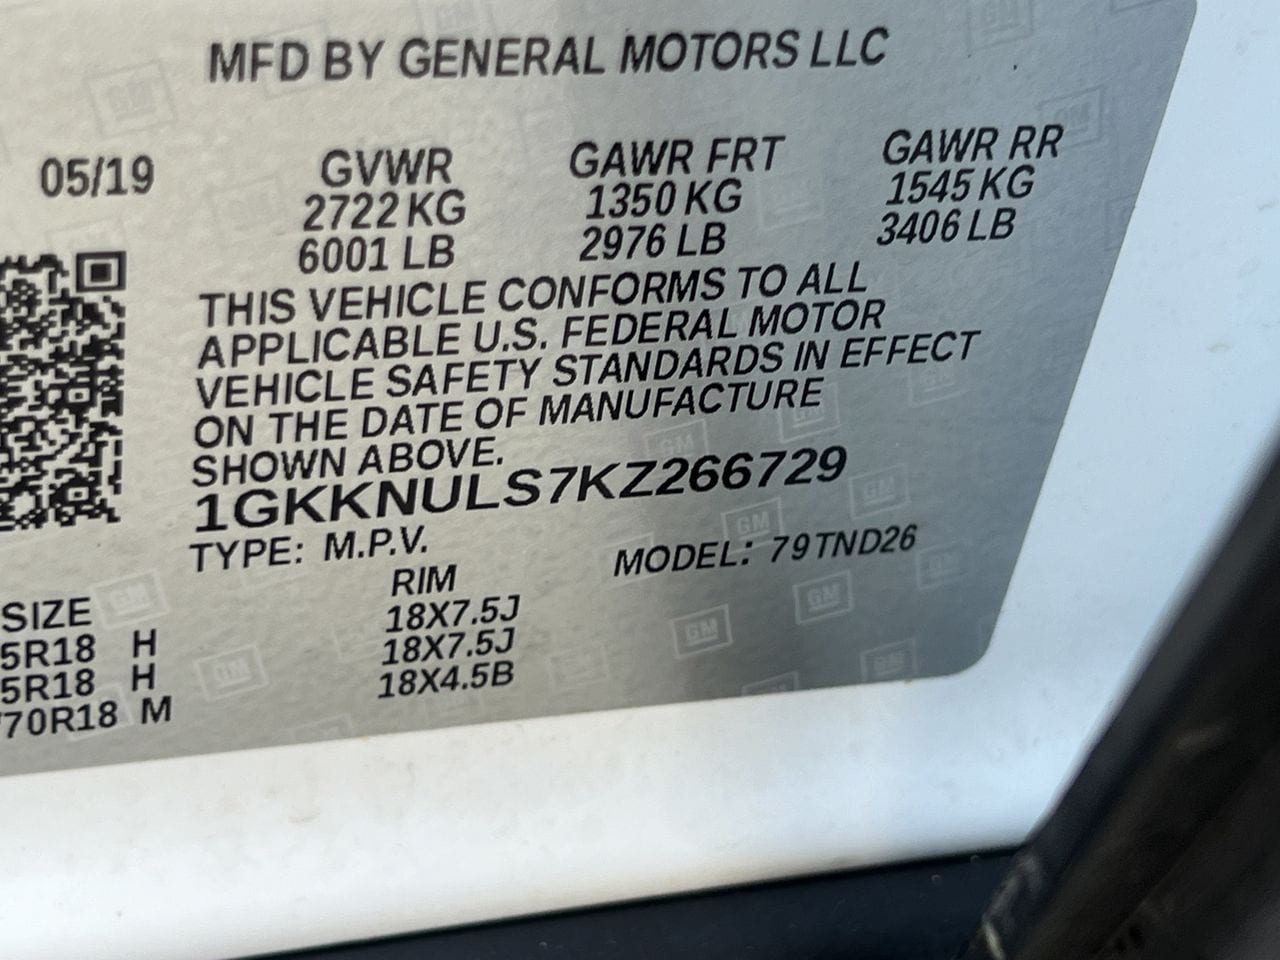 MFD BY GENERAL MOTORS LLC
05/19 GVWR GAWR FRT GAWR RR
2722 KG 1350 KG 1545 KG
6001 LB 2976 LB 3406 LB
THIS VEHICLE CONFORMS TO ALL
APPLICABLE U.S. FEDERAL MOTOR
VEHICLE SAFETY STANDARDS IN EFFECT
ON THE DATE OF MANUFACTURE
SHOWN ABOVE.
1GKKNULS7KZ266729
TYPE: M.P.V. MODEL: 79TND26
SIZE RIM
5R18 H 18X7.5J
5R18 H 18X7.5J
70R18 M 18X4.5B